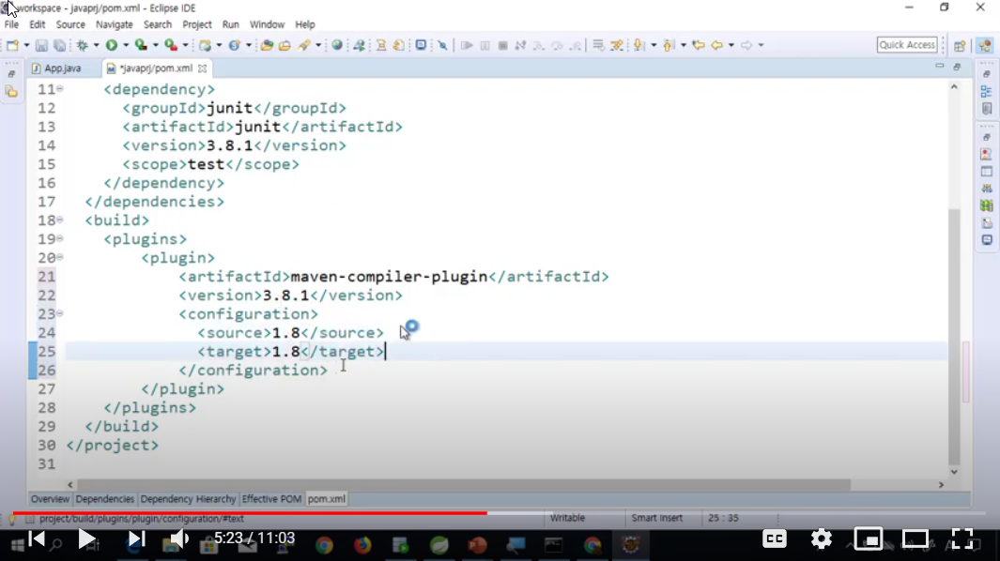 workspace - javaprj/pom.xml - Eclipse IDE
File Edit Source Navigate Search Project Run Window Help
Quick Access
App.java *javaprj/pom.xml
11 <dependency>
12 <groupId>junit</groupId>
13 <artifactId>junit</artifactId>
14 <version>3.8.1</version>
15 <scope>test</scope>
16 </dependency>
17 </dependencies>
18 <build>
19 <plugins>
20 <plugin>
21 <artifactId>maven-compiler-plugin</artifactId>
22 <version>3.8.1</version>
23 <configuration>
24 <source>1.8</source>
25 <target>1.8</target>
26 </configuration>
27 </plugin>
28 </plugins>
29 </build>
30 </project>
31
Overview Dependencies Dependency Hierarchy Effective POM pom.xml
project/build/plugins/plugin/configuration/#text Writable Smart Insert 25 : 35
5:23 / 11:03 CC